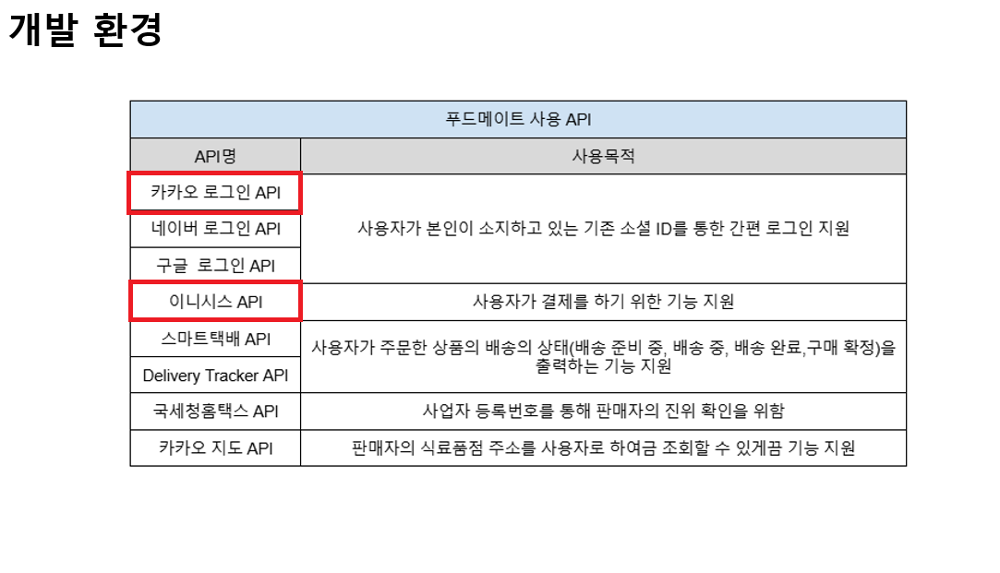 개발 환경
푸드메이트 사용 API
API명
사용목적
카카오 로그인 API
네이버 로그인 API
구글  로그인 API
사용자가 본인이 소지하고 있는 기존 소셜 ID를 통한 간편 로그인 지원
이니시스 API
사용자가 결제를 하기 위한 기능 지원
스마트택배 API
Delivery Tracker API
사용자가 주문한 상품의 배송의 상태(배송 준비 중, 배송 중, 배송 완료,구매 확정)을
출력하는 기능 지원
국세청홈택스 API
사업자 등록번호를 통해 판매자의 진위 확인을 위함
카카오 지도 API
판매자의 식료품점 주소를 사용자로 하여금 조회할 수 있게끔 기능 지원